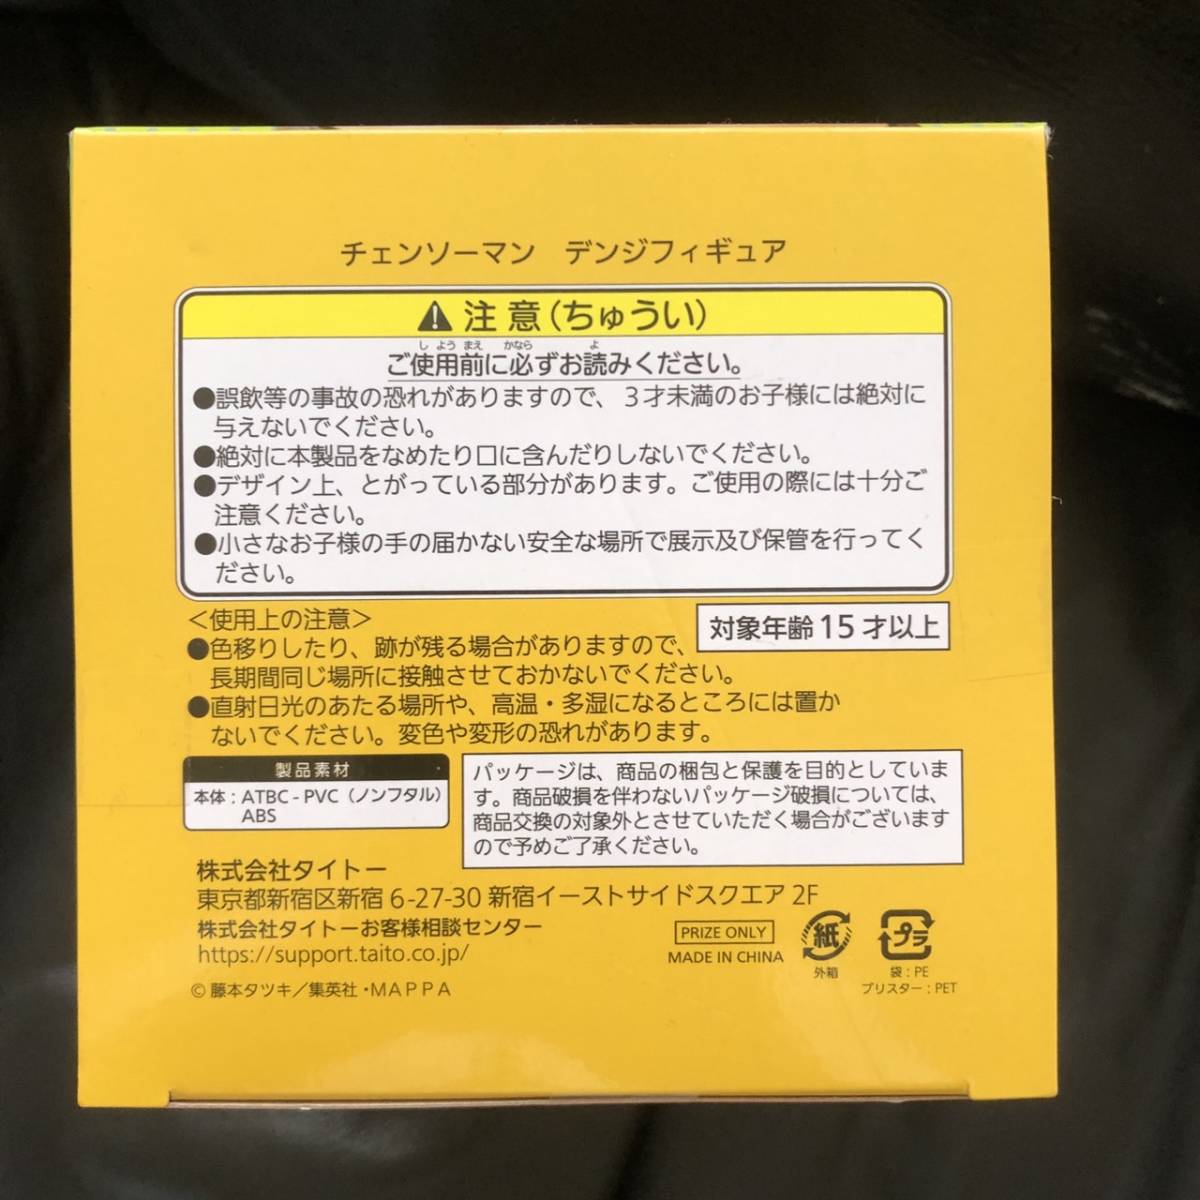 チェンソーマン　デンジフィギュア
⚠注意(ちゅうい)
しようまえ　かなら　よ
ご使用前に必ずお読みください。
●誤飲等の事故の恐れがありますので、３才未満のお子様には絶対に
与えないでください。
●絶対に本製品をなめたり口に含んだりしないでください。
●デザイン上、とがっている部分があります。ご使用の際には十分ご
注意ください。
●小さなお子様の手の届かない安全な場所で展示及び保管を行ってく
ださい。
＜使用上の注意＞
対象年齢15才以上
●色移りしたり、跡が残る場合がありますので、
長期間同じ場所に接触させておかないでください。
●直射日光のあたる場所や、高温・多湿になるところには置か
ないでください。変色や変形の恐れがあります。
製品素材
本体：ATBC-PVC（ノンフタル）
ABS
パッケージは、商品の梱包と保護を目的としていま
す。商品破損を伴わないパッケージ破損については、
商品交換の対象外とさせていただく場合がございます
ので予めご了承ください。
株式会社タイトー
東京都新宿区新宿 6-27-30 新宿イーストサイドスクエア 2F
株式会社タイトーお客様相談センター
https://support.taito.co.jp/
©藤本タツキ／集英社・MAPPA
PRIZE ONLY
MADE IN CHINA
紙
外箱
プラ
袋：PE
ブリスター：PET